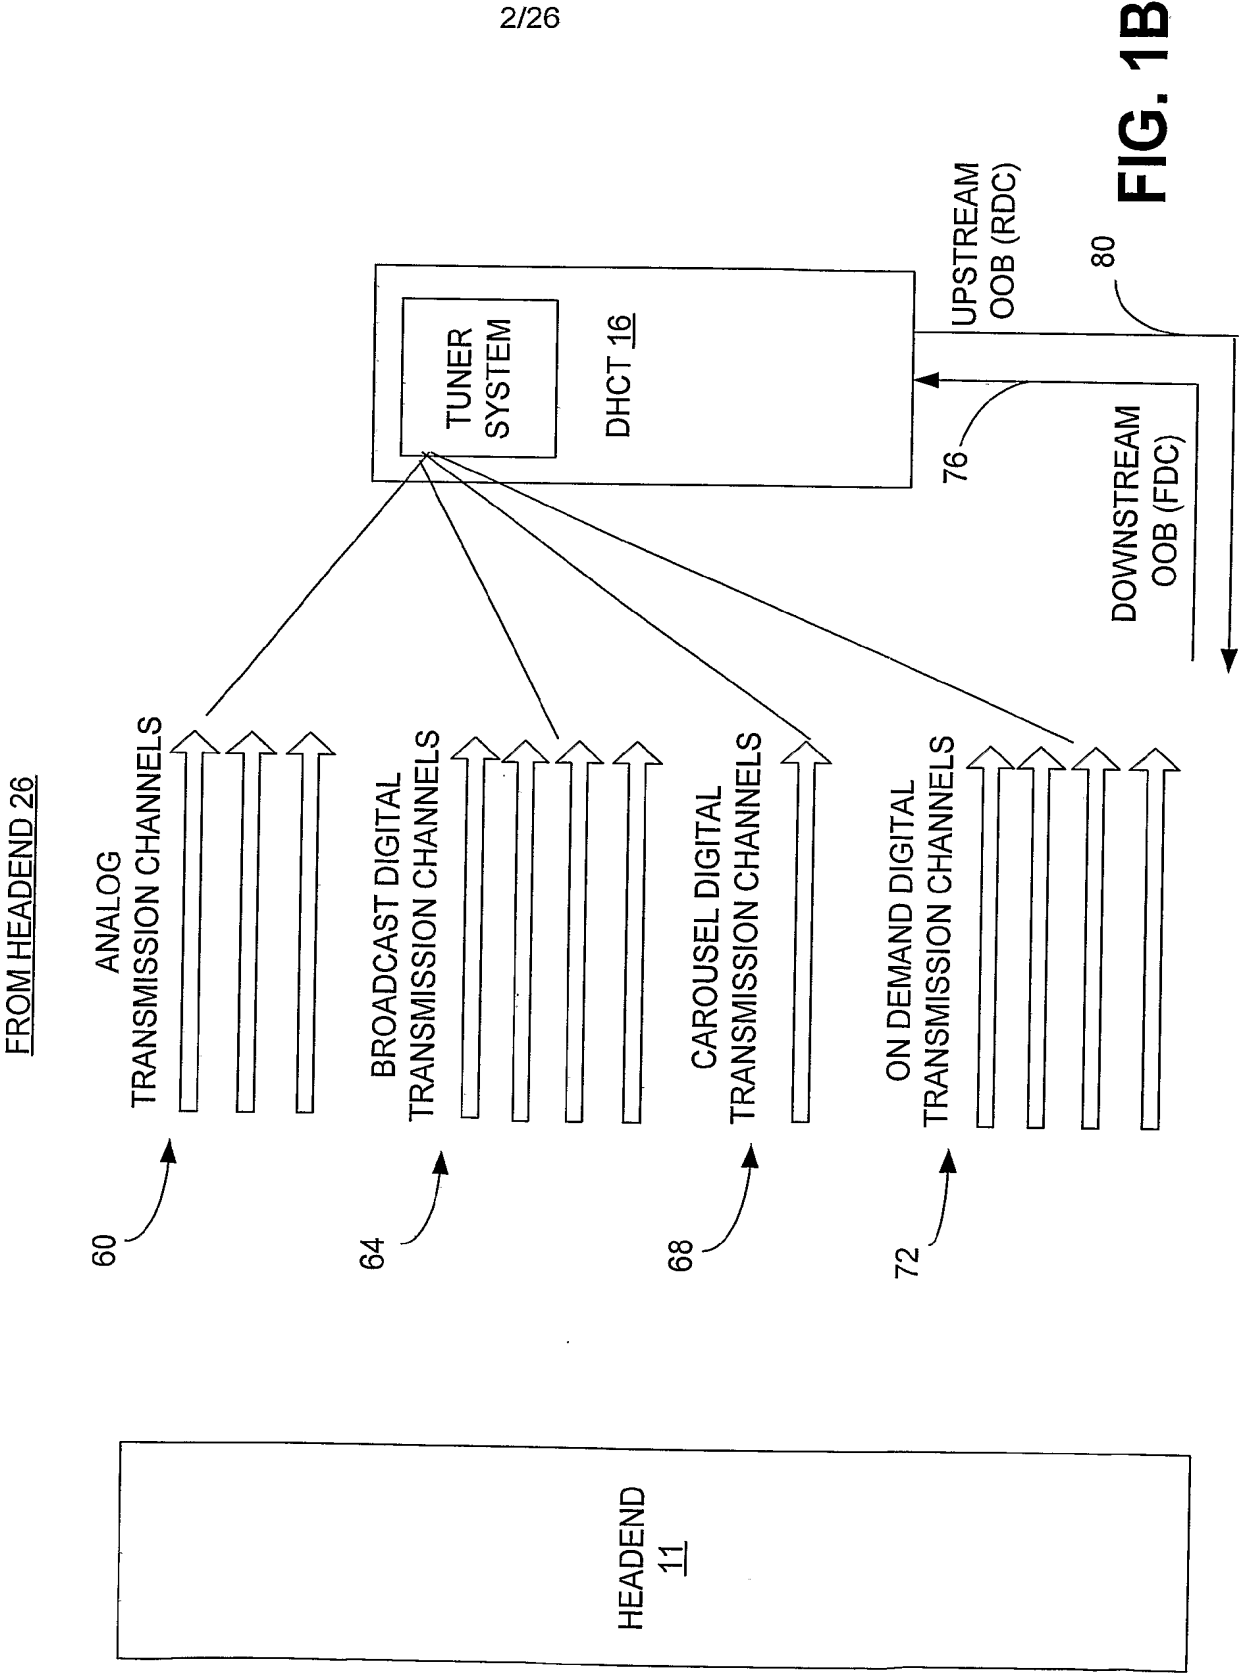 2/26
FROM HEADEND 26
ANALOG
TRANSMISSION CHANNELS
60
BROADCAST DIGITAL
TRANSMISSION CHANNELS
64
CAROUSEL DIGITAL
TRANSMISSION CHANNELS
68
ON DEMAND DIGITAL
TRANSMISSION CHANNELS
72
HEADEND
11
TUNER
SYSTEM
DHCT 16
UPSTREAM
OOB (RDC)
80
76
DOWNSTREAM
OOB (FDC)
FIG. 1B